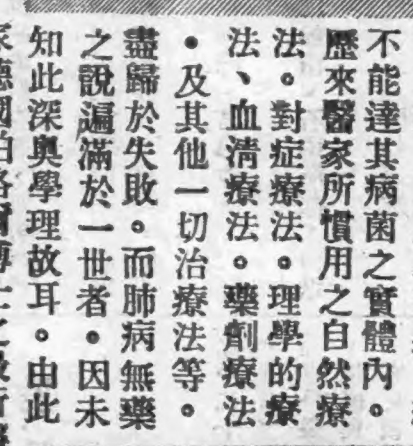 不能達其病菌之實體內。
歷來醫家所慣用之自然療
法。對症療法。理學的療
法、血清療法。藥劑療法
。及其他一切治療法等。
盡歸於失敗。而肺病無藥
之說遍滿於一世者。因未
知此深奧學理故耳。由此